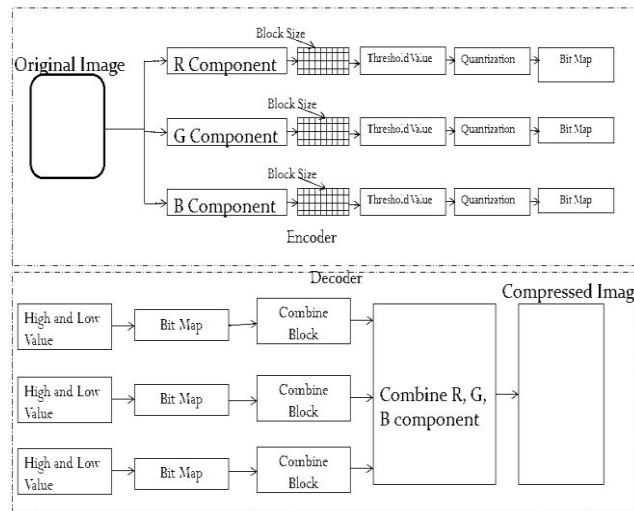 Original Image
Block Size
R Component
Threshold Value
Quantization
Bit Map
Block Size
G Component
Threshold Value
Quantization
Bit Map
Block Size
B Component
Threshold Value
Quantization
Bit Map
Encoder
Decoder
High and Low
Value
Bit Map
Combine
Block
High and Low
Value
Bit Map
Combine
Block
High and Low
Value
Bit Map
Combine
Block
Combine R, G,
B component
Compressed Imag